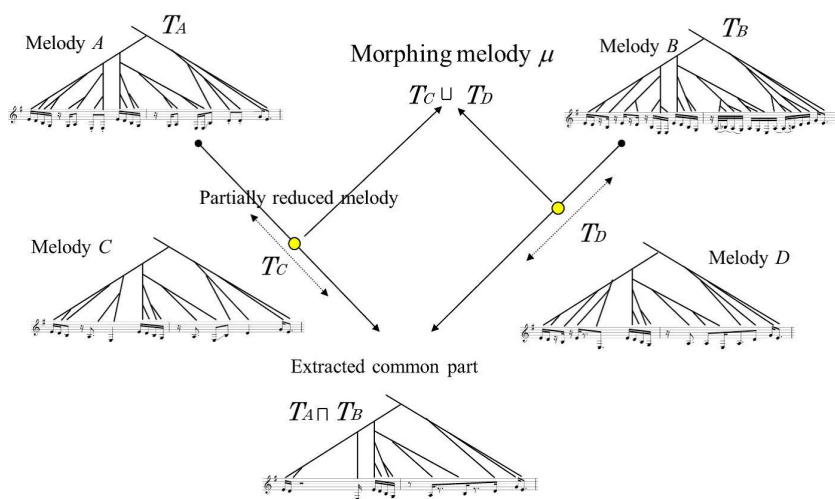 Melody A
T_A
Morphing melody μ
T_C ⊔ T_D
Melody B
T_B
Partially reduced melody
T_C
T_D
Melody C
Melody D
Extracted common part
T_A ⊓ T_B